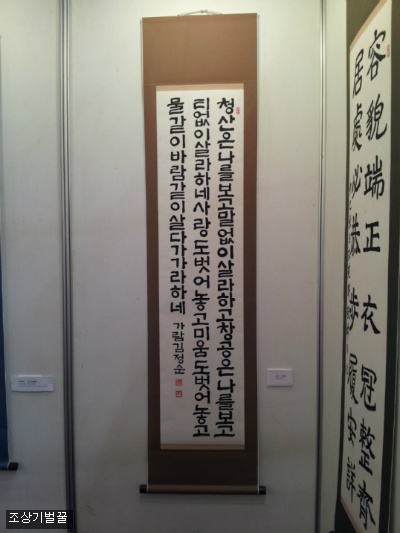 청산은나를보고말없이살라하고창공은나를보고
티없이살라하네사랑도벗어놓고미움도벗어놓고
물같이바람같이살다가가라하네
가람김정순
容貌端正衣冠整齊
居處必恭步履安詳
조상기벌꿀